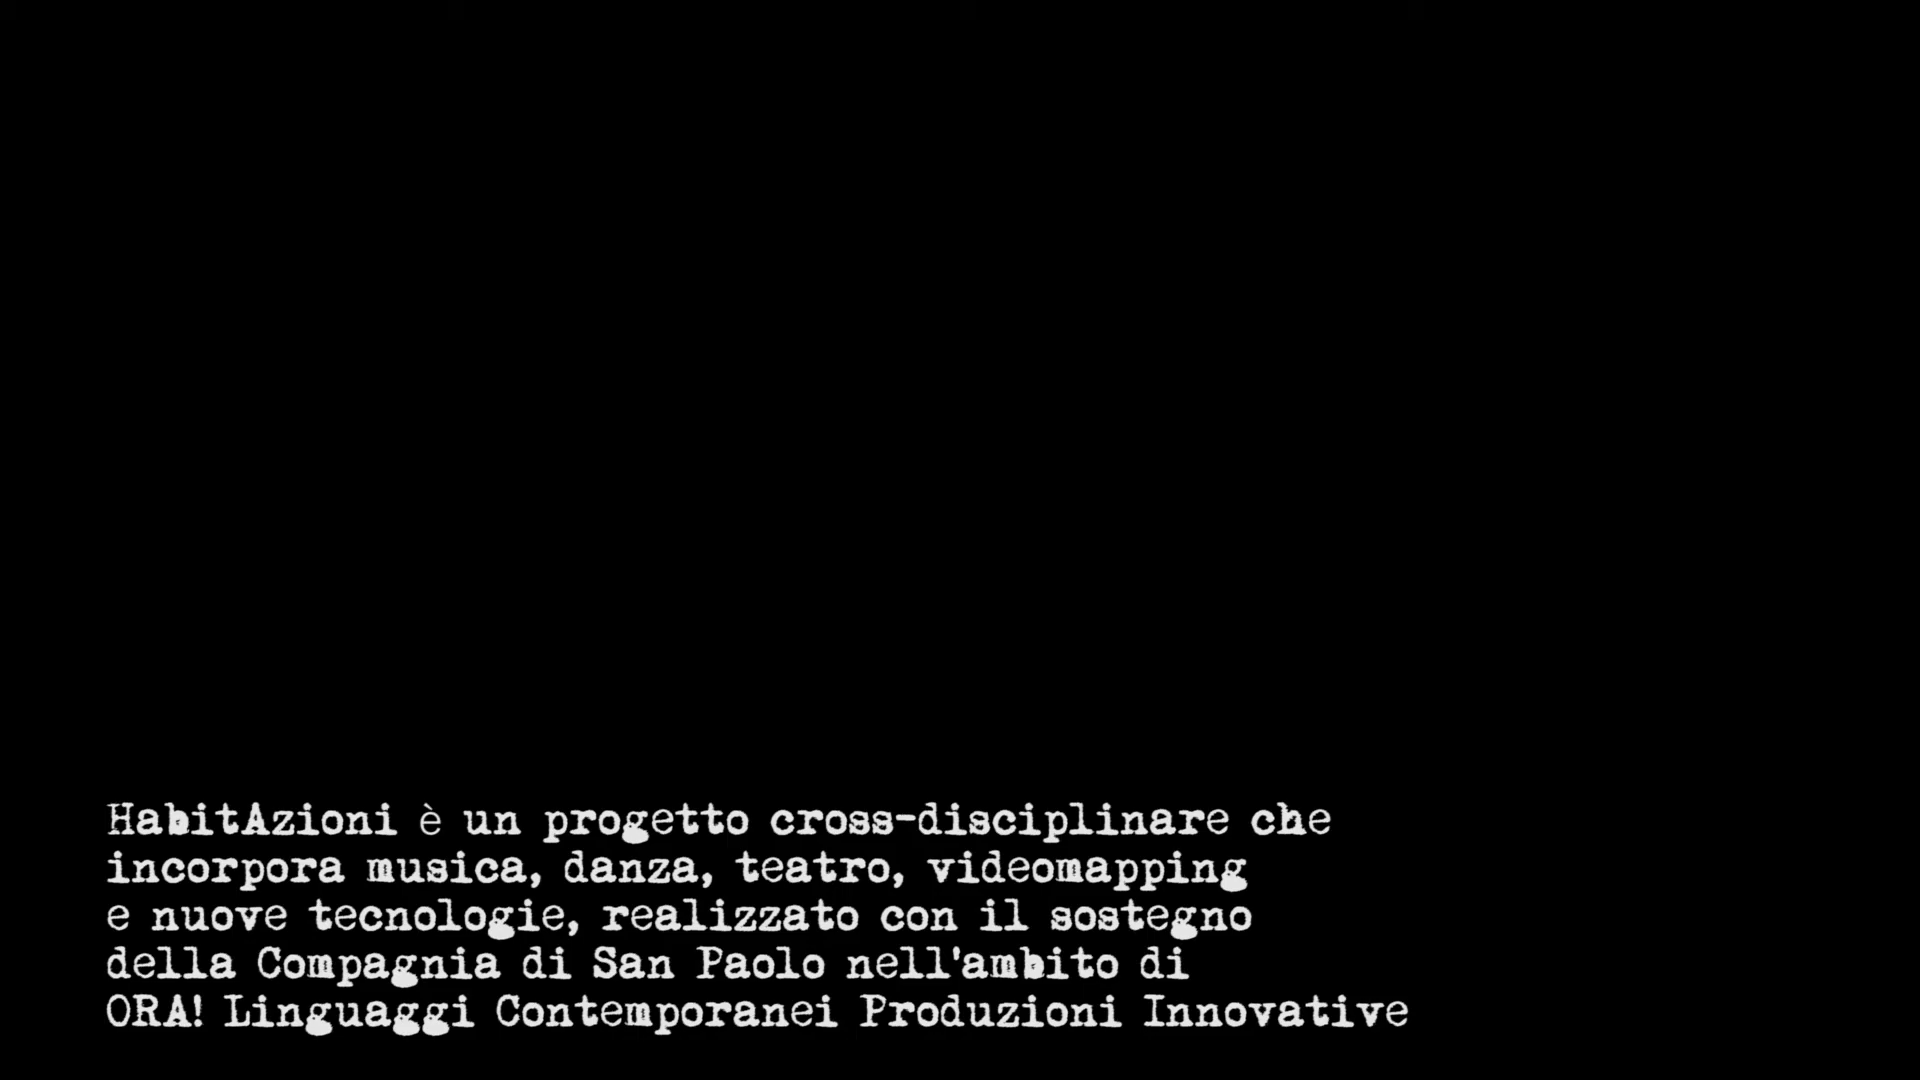 HabitAzioni è un progetto cross-disciplinare che
incorpora musica, danza, teatro, videomapping
e nuove tecnologie, realizzato con il sostegno
della Compagnia di San Paolo nell'ambito di
ORA! Linguaggi Contemporanei Produzioni Innovative